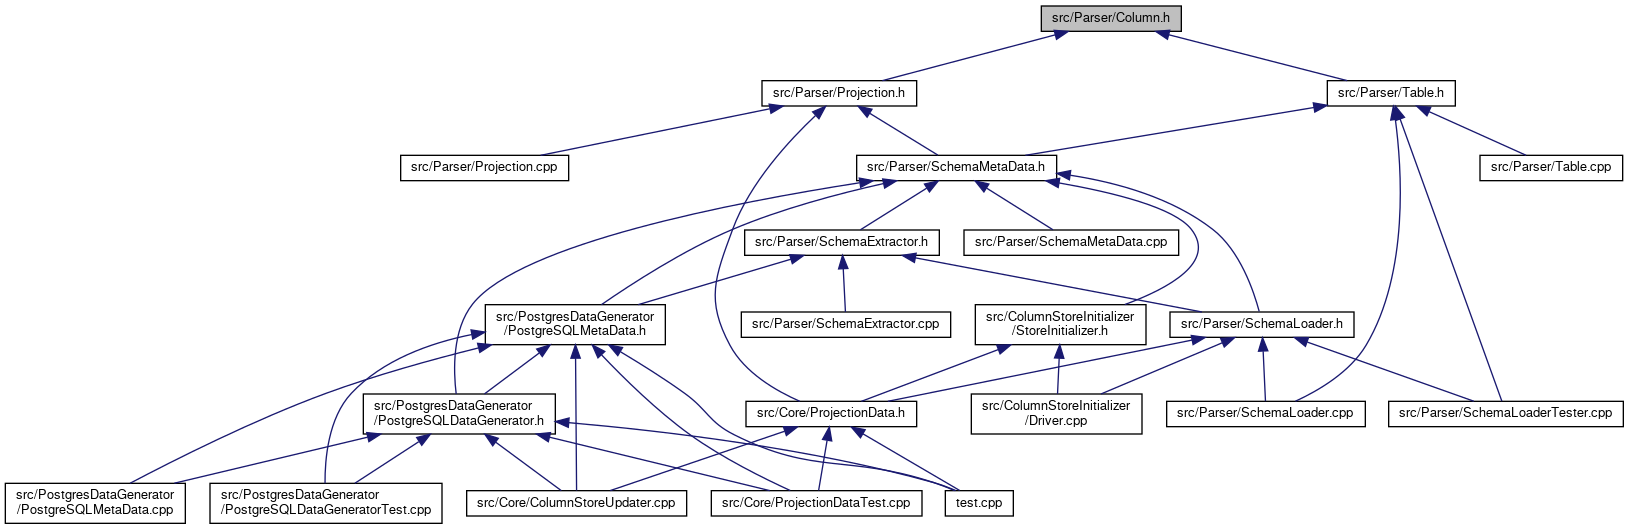 src/Parser/Column.h
src/Parser/Projection.h
src/Parser/Table.h
src/Parser/Projection.cpp
src/Parser/SchemaMetaData.h
src/Parser/Table.cpp
src/Parser/SchemaExtractor.h
src/Parser/SchemaMetaData.cpp
src/PostgresDataGenerator
/PostgreSQLMetaData.h
src/Parser/SchemaExtractor.cpp
src/ColumnStoreInitializer
/StoreInitializer.h
src/Parser/SchemaLoader.h
src/PostgresDataGenerator
/PostgreSQLDataGenerator.h
src/Core/ProjectionData.h
src/ColumnStoreInitializer
/Driver.cpp
src/Parser/SchemaLoader.cpp
src/Parser/SchemaLoaderTester.cpp
src/PostgresDataGenerator
/PostgreSQLMetaData.cpp
src/PostgresDataGenerator
/PostgreSQLDataGeneratorTest.cpp
src/Core/ColumnStoreUpdater.cpp
src/Core/ProjectionDataTest.cpp
test.cpp